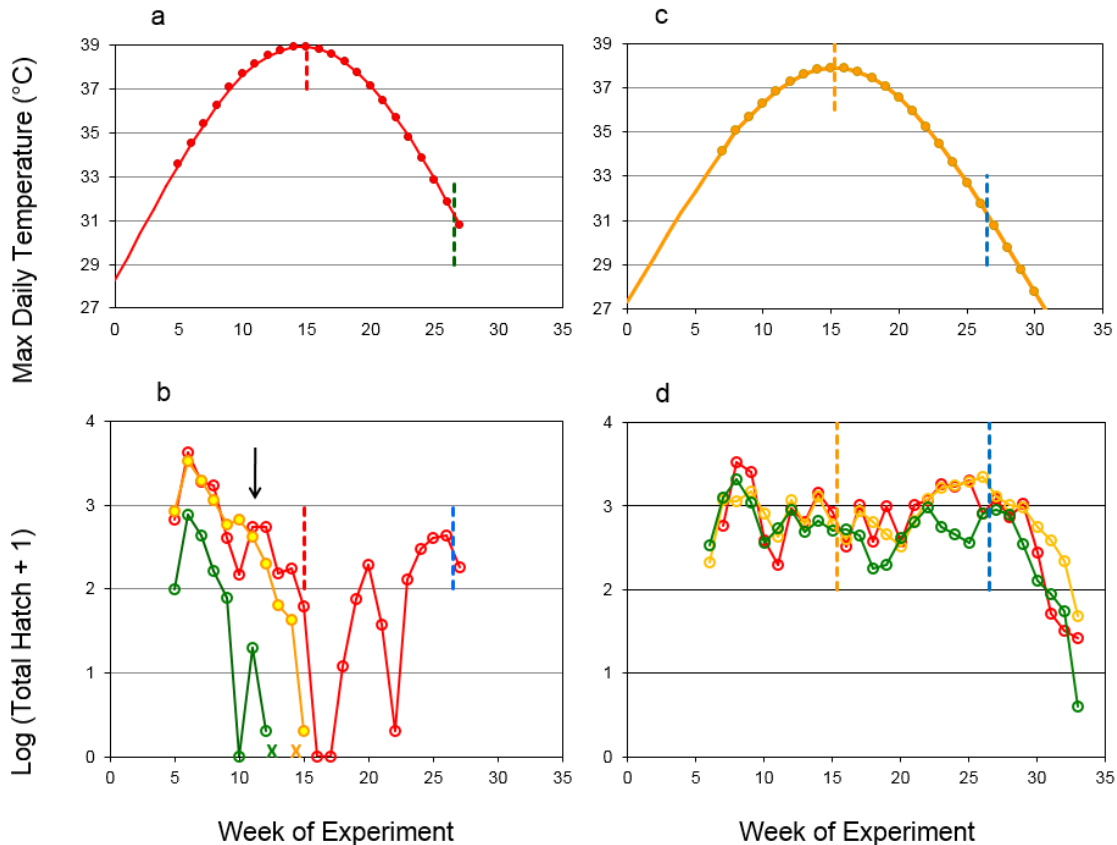 a
c
Max Daily Temperature (°C)
39
37
35
33
31
29
27
0 5 10 15 20 25 30 35
39
37
35
33
31
29
27
0 5 10 15 20 25 30 35
b
d
Log (Total Hatch + 1)
4
3
2
1
0
x x
0 5 10 15 20 25 30 35
4
3
2
1
0
0 5 10 15 20 25 30 35
Week of Experiment
Week of Experiment